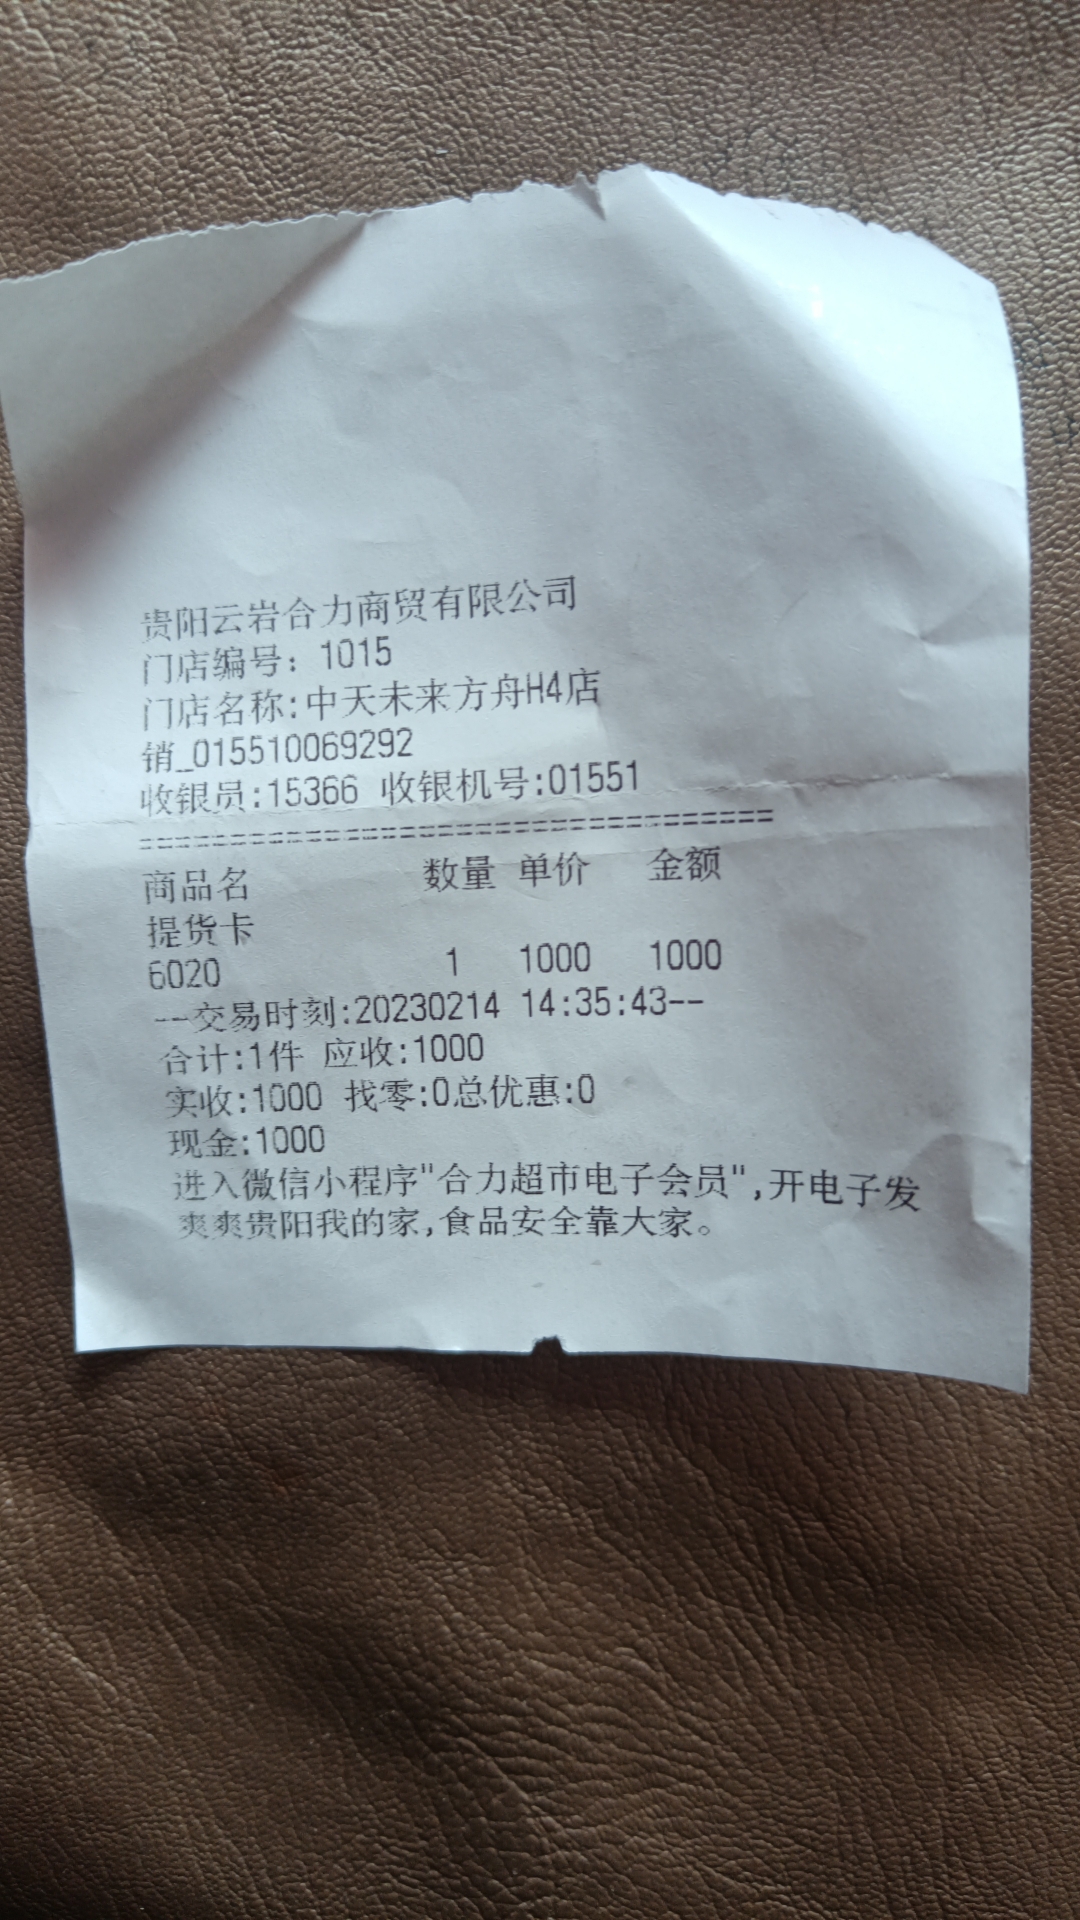 贵阳云岩合力商贸有限公司
门店编号：1015
门店名称:中天未来方舟H4店
销_015510069292
收银员:15366 收银机号:01551
===================================
商品名 数量 单价 金额
提货卡
6020 1 1000 1000
--交易时刻:20230214 14:35:43--
合计:1件 应收:1000
实收:1000 找零:0总优惠:0
现金:1000
进入微信小程序"合力超市电子会员",开电子发
爽爽贵阳我的家,食品安全靠大家。